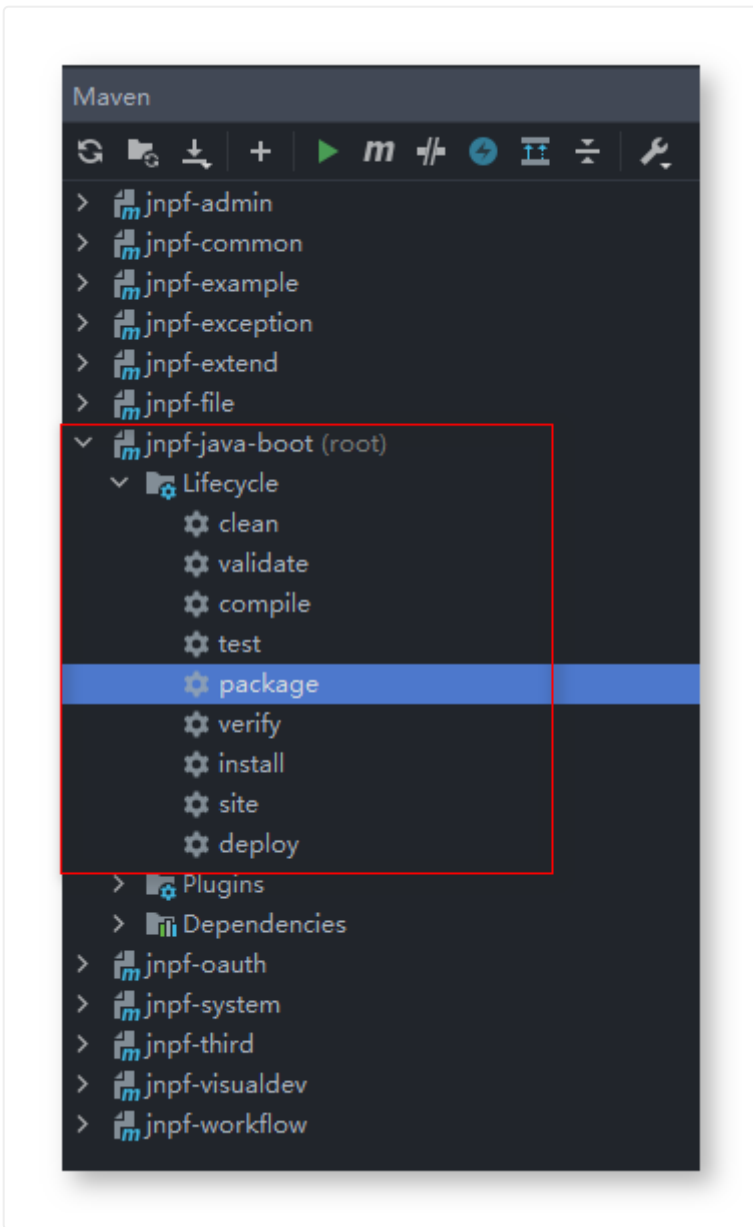 Maven
m
jnpf-admin
jnpf-common
jnpf-example
jnpf-exception
jnpf-extend
jnpf-file
jnpf-java-boot (root)
Lifecycle
clean
validate
compile
test
package
verify
install
site
deploy
Plugins
Dependencies
jnpf-oauth
jnpf-system
jnpf-third
jnpf-visualdev
jnpf-workflow